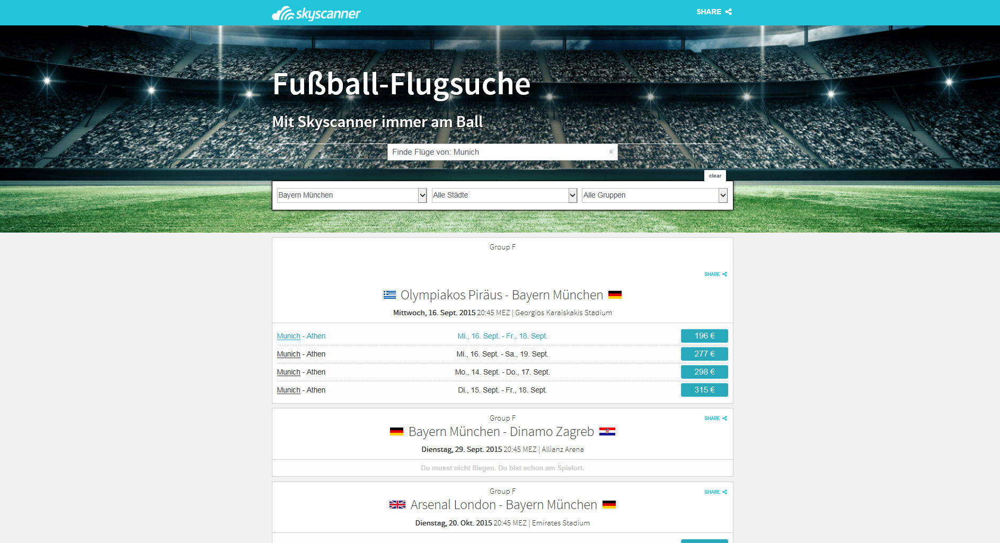 skyscanner
SHARE
Fußball-Flugsuche
Mit Skyscanner immer am Ball
Finde Flüge von: Munich ×
clear
Bayern München Alle Städte Alle Gruppen
Group F
SHARE
Olympiakos Piräus - Bayern München
Mittwoch, 16. Sept. 2015 20:45 MEZ | Georgios Karaiskakis Stadium
Munich - Athen Mi., 16. Sept. - Fr., 18. Sept. 196 €
Munich - Athen Mi., 16. Sept. - Sa., 19. Sept. 277 €
Munich - Athen Mo., 14. Sept. - Do., 17. Sept. 298 €
Munich - Athen Di., 15. Sept. - Fr., 18. Sept. 315 €
Group F SHARE
Bayern München - Dinamo Zagreb
Dienstag, 29. Sept. 2015 20:45 MEZ | Allianz Arena
Du musst nicht fliegen. Du bist schon am Spielort.
Group F SHARE
Arsenal London - Bayern München
Dienstag, 20. Okt. 2015 20:45 MEZ | Emirates Stadium